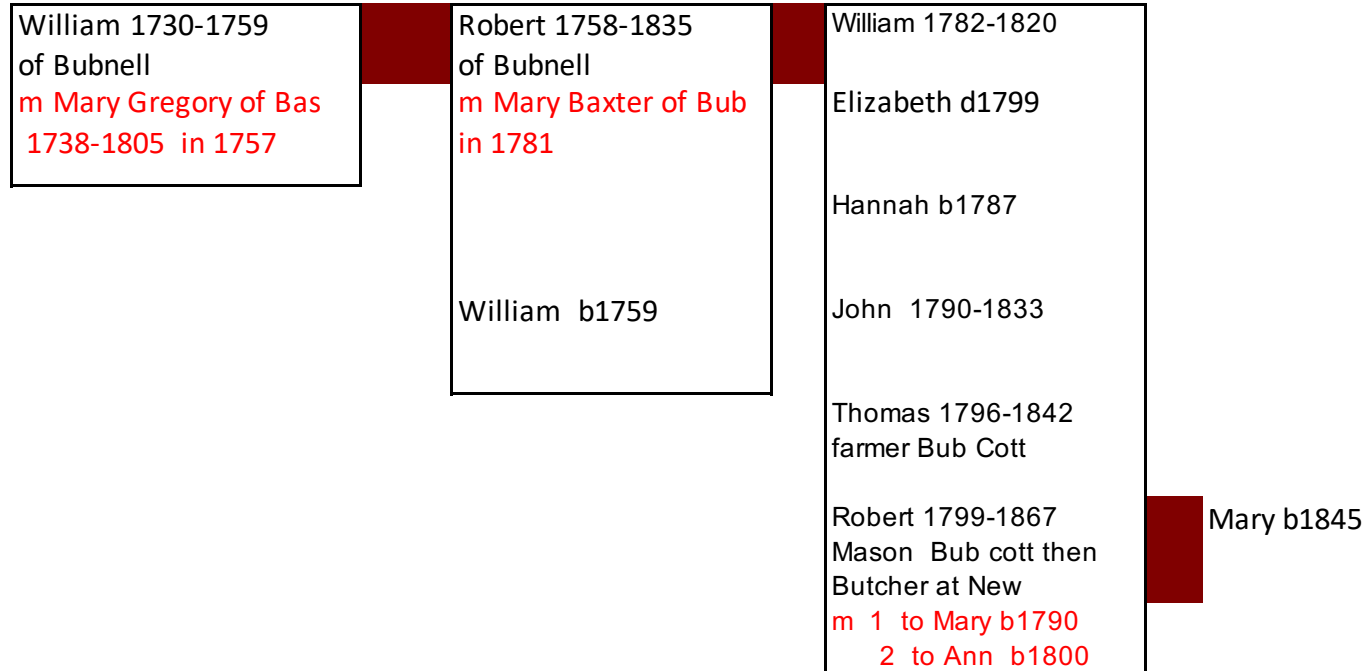 William 1730-1759
of Bubnell
m Mary Gregory of Bas
1738-1805 in 1757
Robert 1758-1835
of Bubnell
m Mary Baxter of Bub
in 1781
William b1759
William 1782-1820
Elizabeth d1799
Hannah b1787
John 1790-1833
Thomas 1796-1842
farmer Bub Cott
Robert 1799-1867
Mason Bub cott then
Butcher at New
m 1 to Mary b1790
2 to Ann b1800
Mary b1845